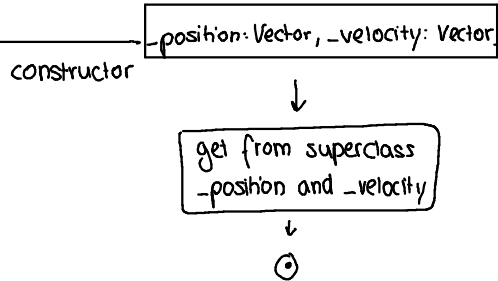 _position: Vector, _velocity: Vector
constructor
get from superclass
_position and _velocity